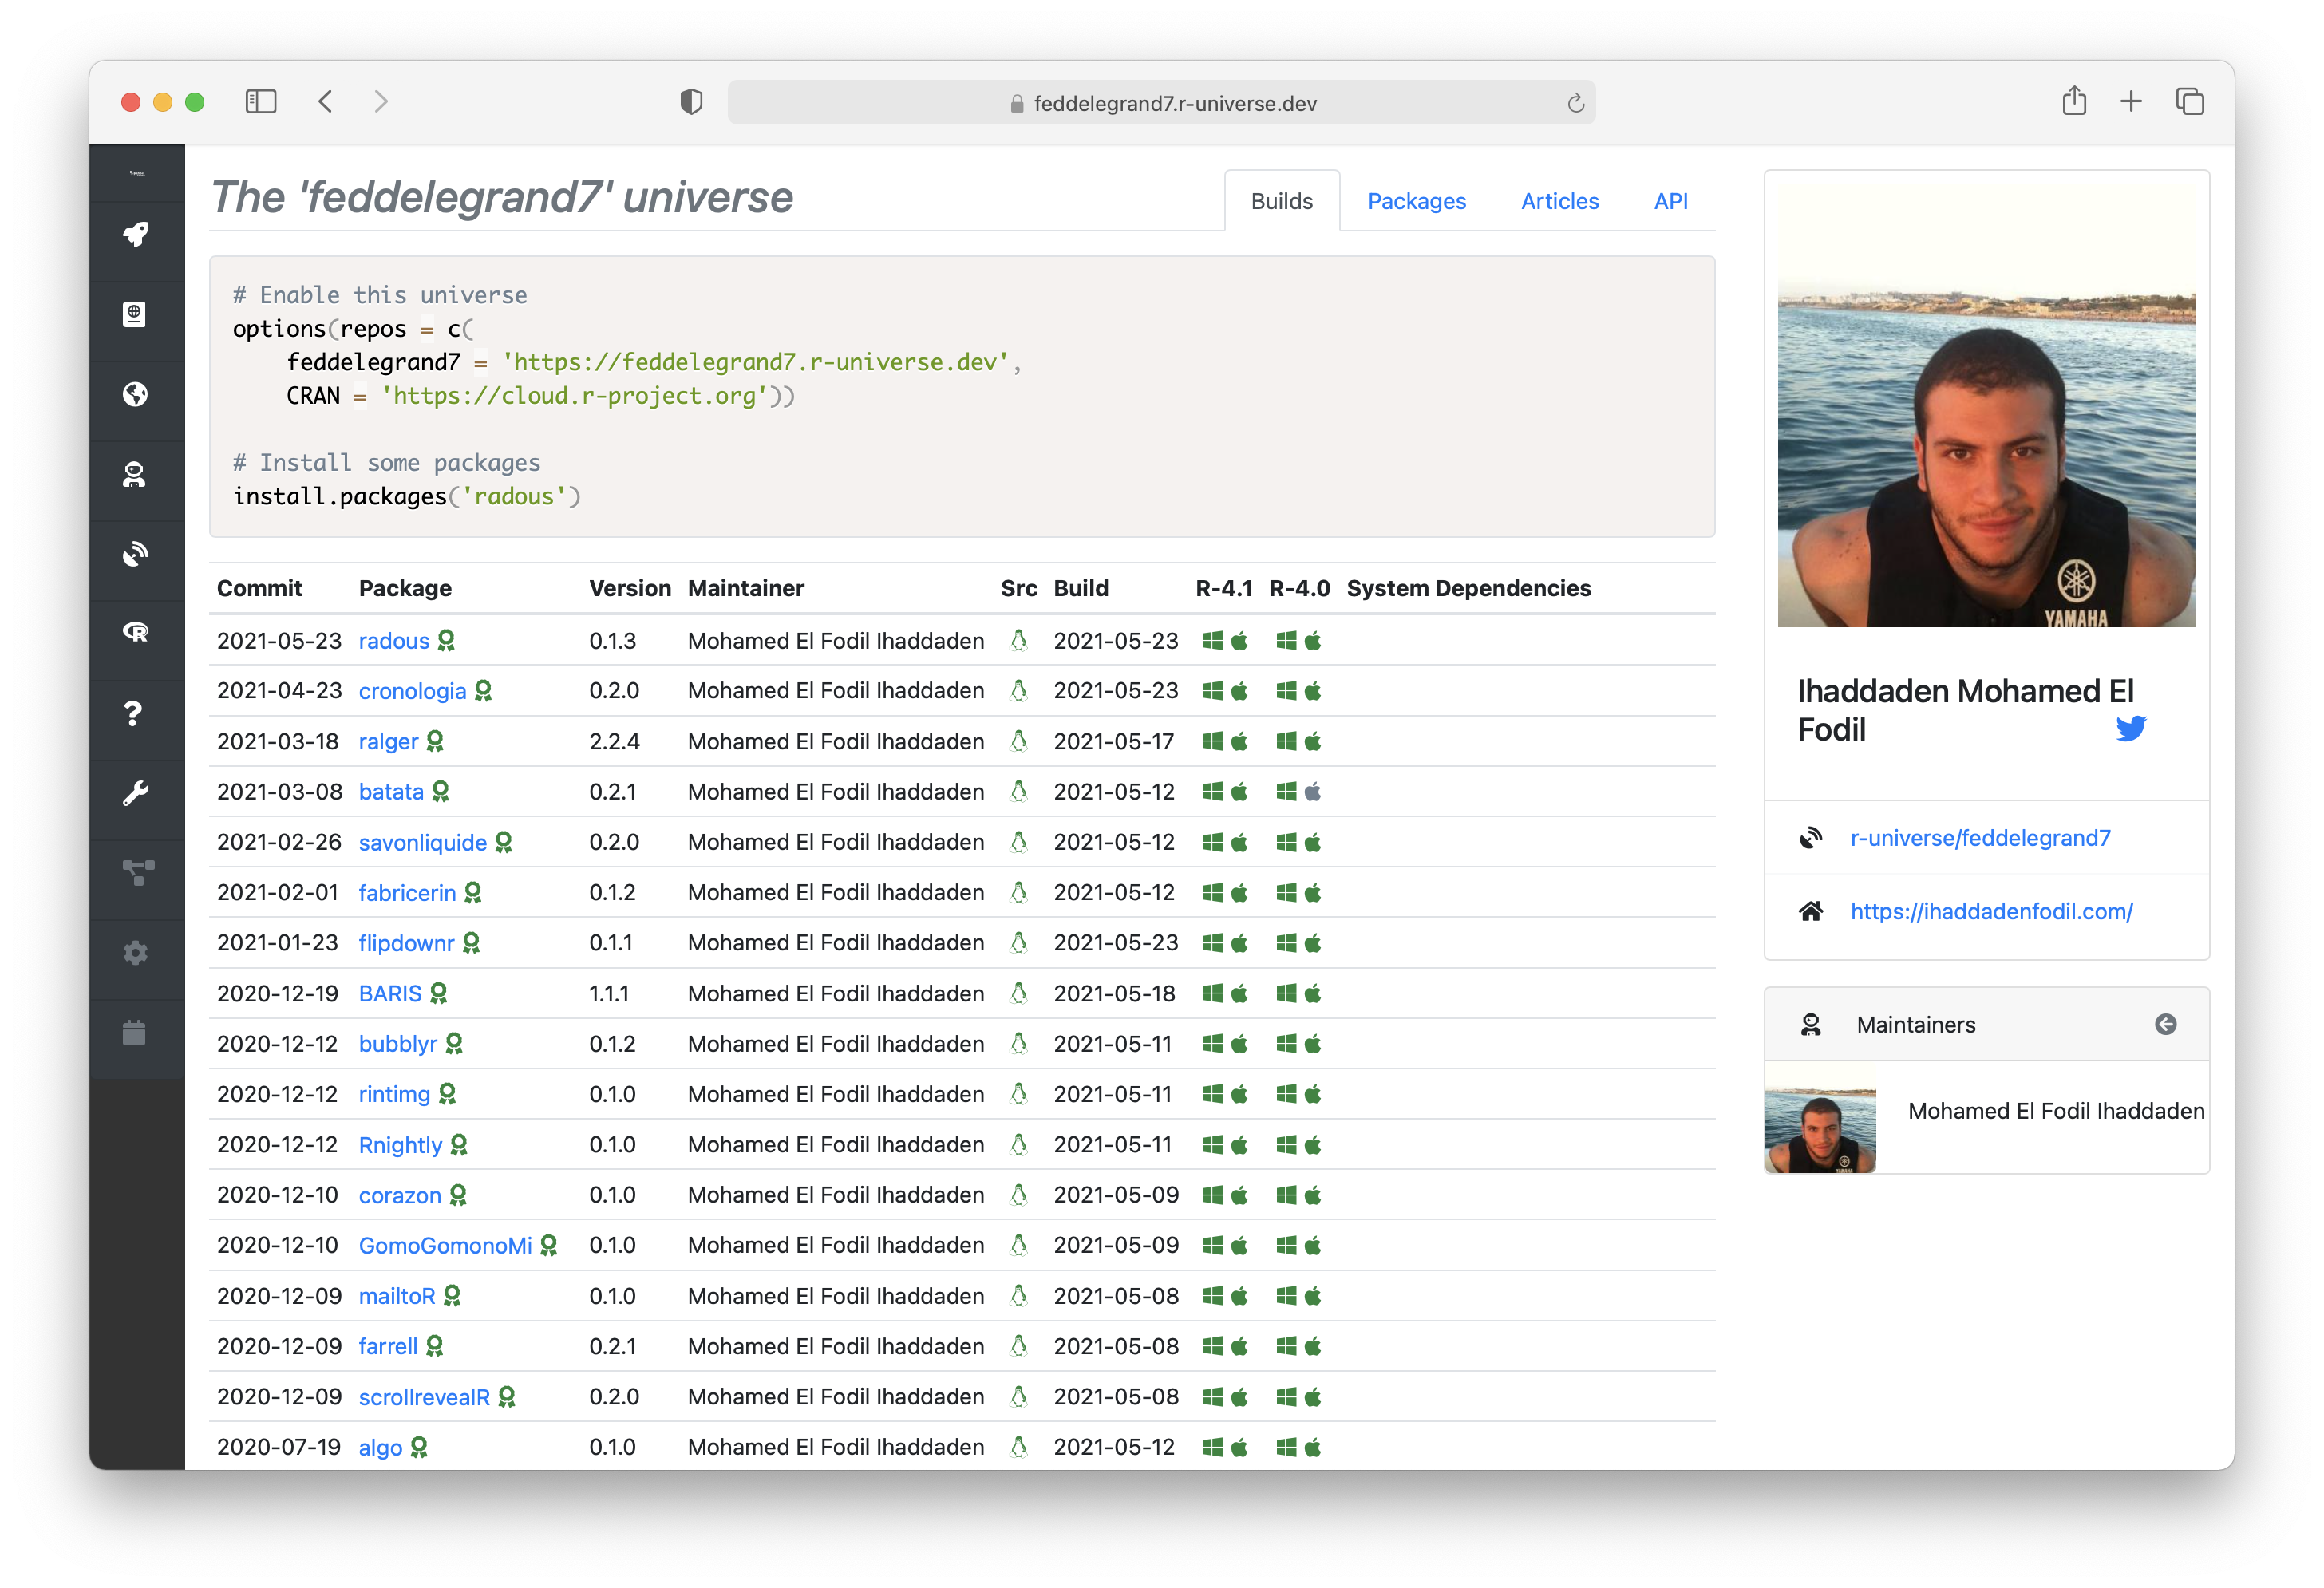 feddelegrand7.r-universe.dev
The 'feddelegrand7' universe
Builds Packages Articles API
# Enable this universe
options(repos = c(
feddelegrand7 = 'https://feddelegrand7.r-universe.dev',
CRAN = 'https://cloud.r-project.org'))
# Install some packages
install.packages('radous')
Commit Package Version Maintainer Src Build R-4.1 R-4.0 System Dependencies
2021-05-23 radous 0.1.3 Mohamed El Fodil Ihaddaden 2021-05-23
2021-04-23 cronologia 0.2.0 Mohamed El Fodil Ihaddaden 2021-05-23
2021-03-18 ralger 2.2.4 Mohamed El Fodil Ihaddaden 2021-05-17
2021-03-08 batata 0.2.1 Mohamed El Fodil Ihaddaden 2021-05-12
2021-02-26 savonliquide 0.2.0 Mohamed El Fodil Ihaddaden 2021-05-12
2021-02-01 fabricerin 0.1.2 Mohamed El Fodil Ihaddaden 2021-05-12
2021-01-23 flipdownr 0.1.1 Mohamed El Fodil Ihaddaden 2021-05-23
2020-12-19 BARIS 1.1.1 Mohamed El Fodil Ihaddaden 2021-05-18
2020-12-12 bubblyr 0.1.2 Mohamed El Fodil Ihaddaden 2021-05-11
2020-12-12 rintimg 0.1.0 Mohamed El Fodil Ihaddaden 2021-05-11
2020-12-12 Rnightly 0.1.0 Mohamed El Fodil Ihaddaden 2021-05-11
2020-12-10 corazon 0.1.0 Mohamed El Fodil Ihaddaden 2021-05-09
2020-12-10 GomoGomonoMi 0.1.0 Mohamed El Fodil Ihaddaden 2021-05-09
2020-12-09 mailtoR 0.1.0 Mohamed El Fodil Ihaddaden 2021-05-08
2020-12-09 farrell 0.2.1 Mohamed El Fodil Ihaddaden 2021-05-08
2020-12-09 scrollrevealR 0.2.0 Mohamed El Fodil Ihaddaden 2021-05-08
2020-07-19 algo 0.1.0 Mohamed El Fodil Ihaddaden 2021-05-12
YAMAHA
Ihaddaden Mohamed El
Fodil
r-universe/feddelegrand7
https://ihaddadenfodil.com/
Maintainers
YAMAHA
Mohamed El Fodil Ihaddaden